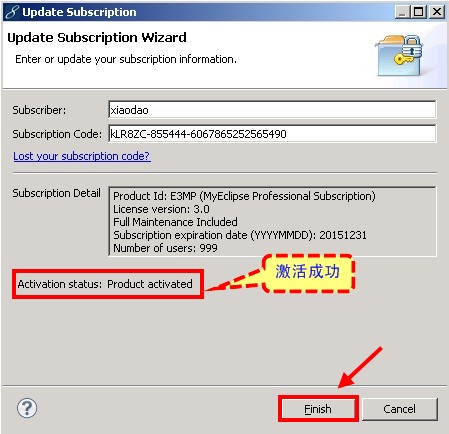 Update Subscription
Update Subscription Wizard
Enter or update your subscription information.
Subscriber: xiaodao
Subscription Code: kLR8ZC-855444-6067865252565490
Lost your subscription code?
Subscription Detail
Product Id: E3MP (MyEclipse Professional Subscription)
License version: 3.0
Full Maintenance Included
Subscription expiration date (YYYYMMDD): 20151231
Number of users: 999
激活成功
Activation status: Product activated
? Finish Cancel